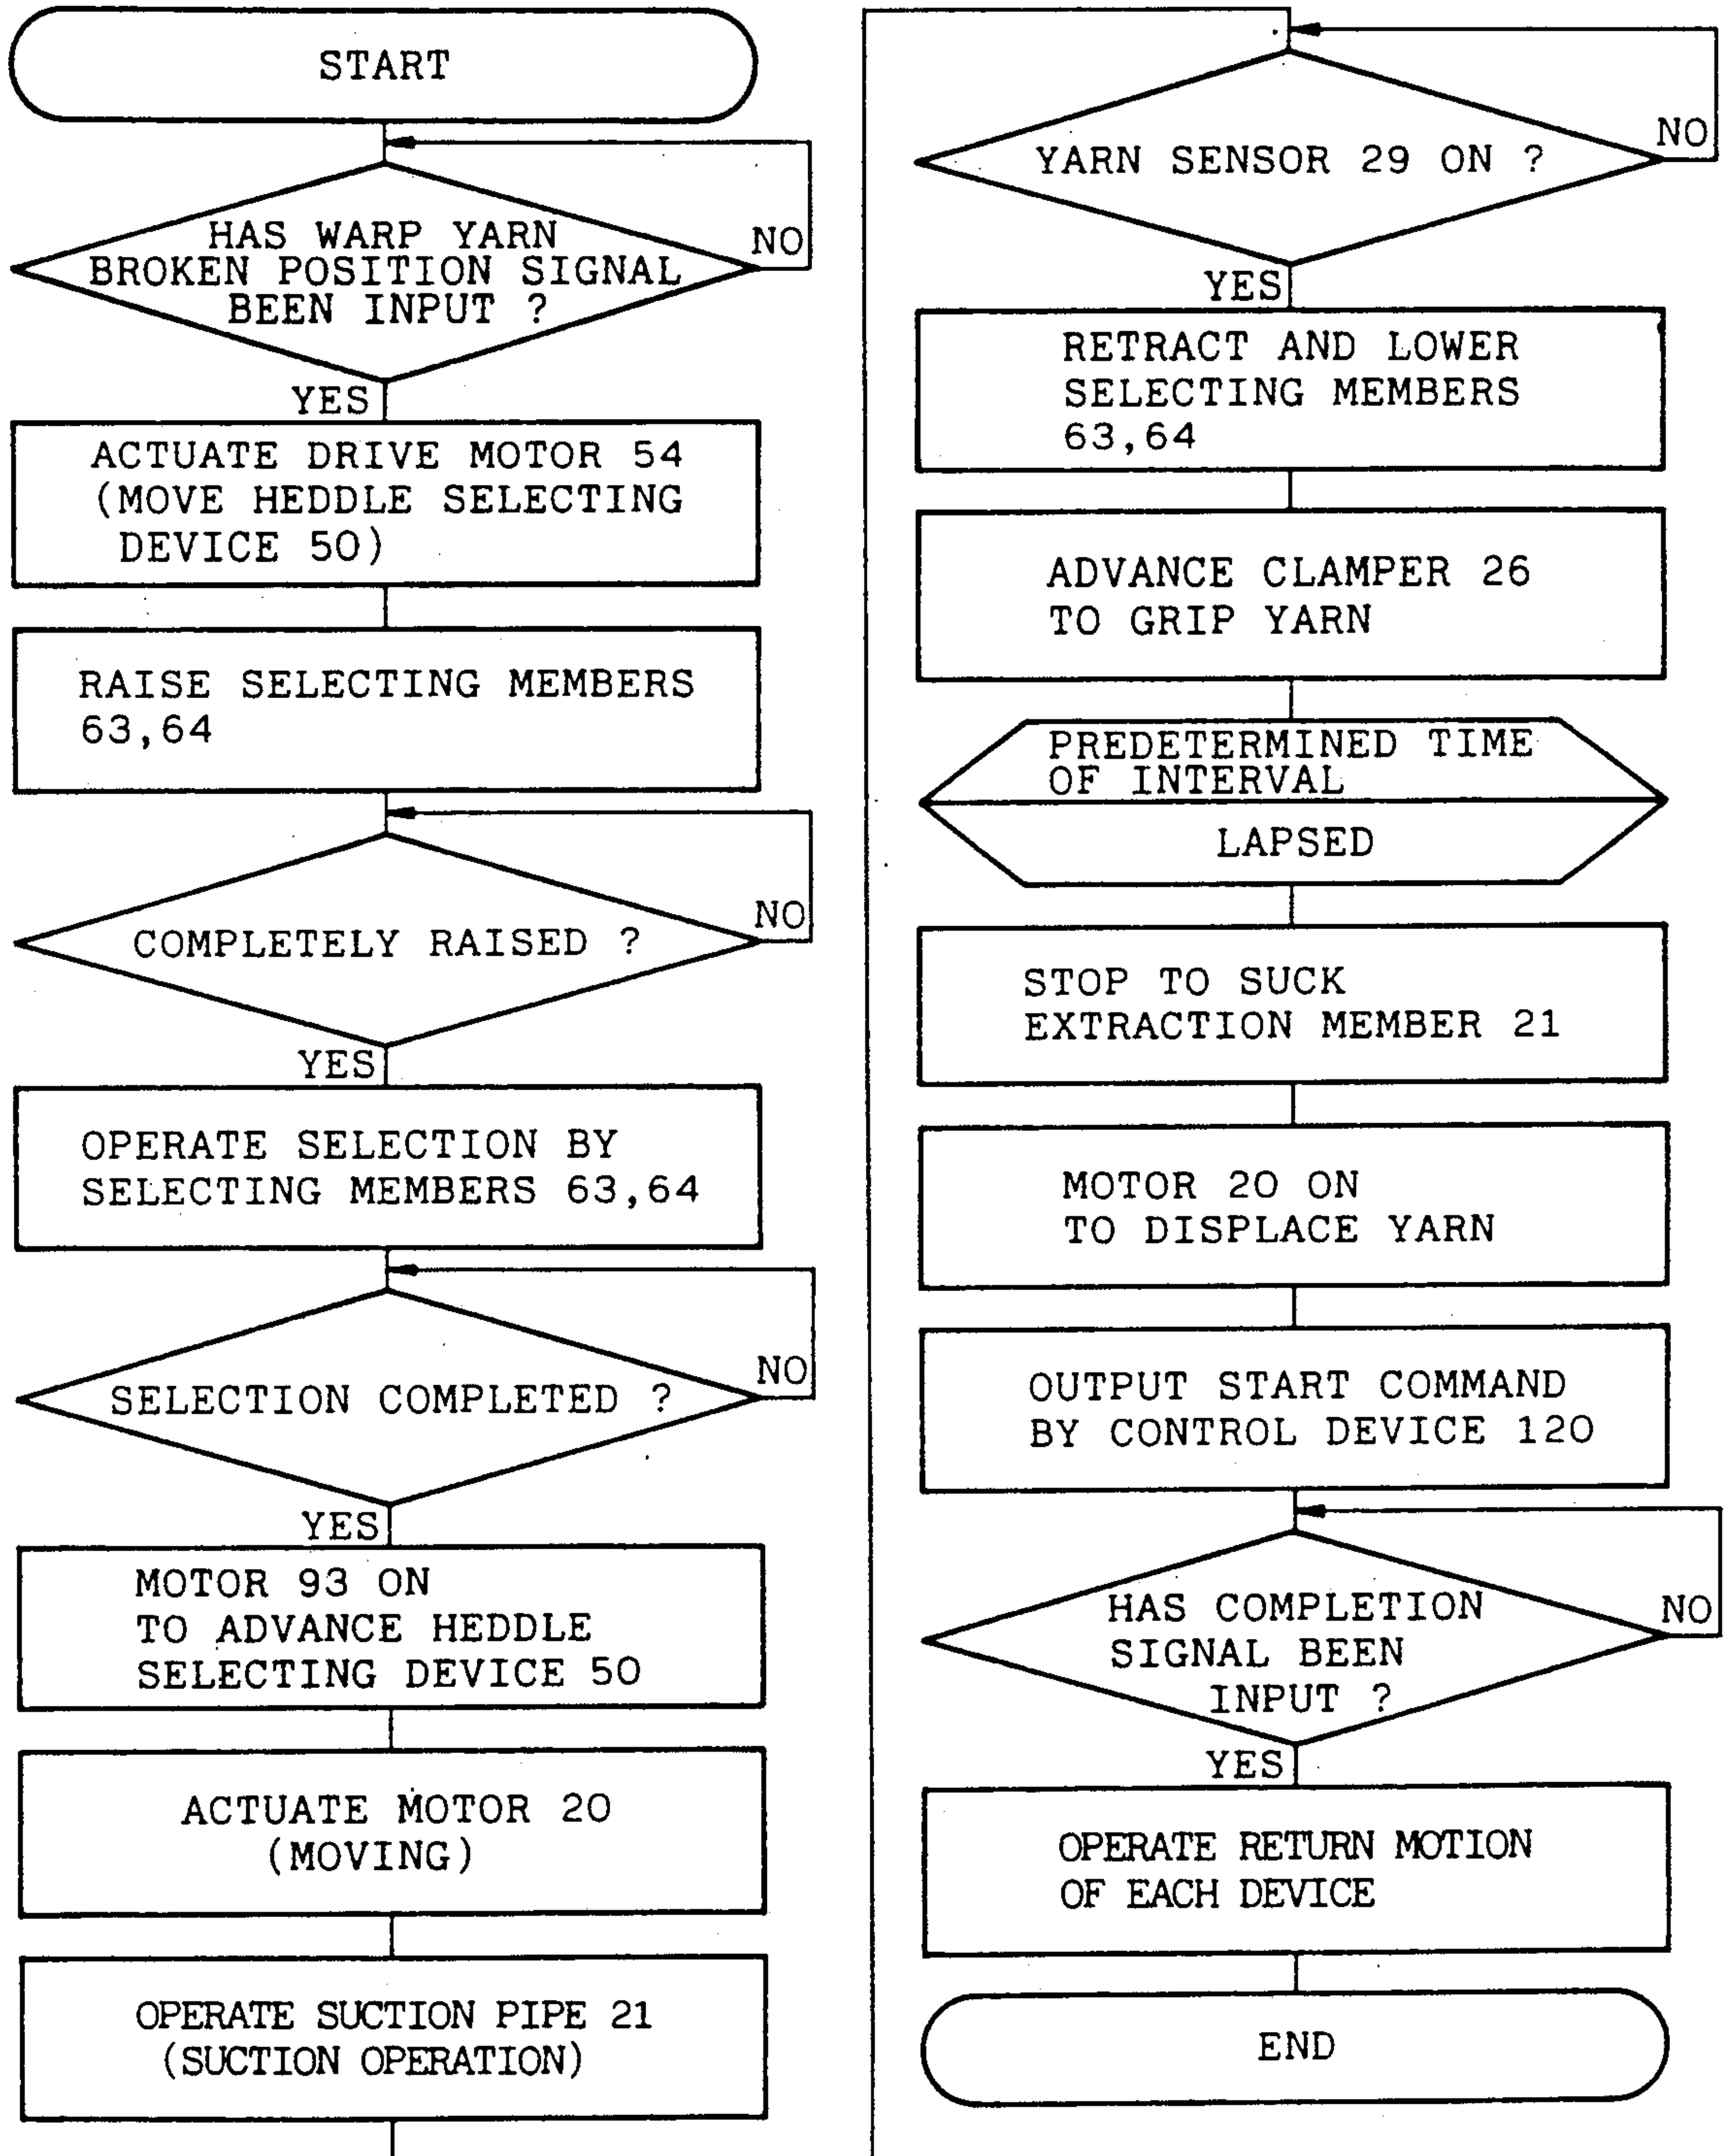 START
HAS WARP YARN
BROKEN POSITION SIGNAL
BEEN INPUT ?
NO
YES
ACTUATE DRIVE MOTOR 54
(MOVE HEDDLE SELECTING
DEVICE 50)
RAISE SELECTING MEMBERS
63,64
COMPLETELY RAISED ?
NO
YES
OPERATE SELECTION BY
SELECTING MEMBERS 63,64
SELECTION COMPLETED ?
NO
YES
MOTOR 93 ON
TO ADVANCE HEDDLE
SELECTING DEVICE 50
ACTUATE MOTOR 20
(MOVING)
OPERATE SUCTION PIPE 21
(SUCTION OPERATION)
YARN SENSOR 29 ON ?
NO
YES
RETRACT AND LOWER
SELECTING MEMBERS
63,64
ADVANCE CLAMPER 26
TO GRIP YARN
PREDETERMINED TIME
OF INTERVAL
LAPSED
STOP TO SUCK
EXTRACTION MEMBER 21
MOTOR 20 ON
TO DISPLACE YARN
OUTPUT START COMMAND
BY CONTROL DEVICE 120
HAS COMPLETION
SIGNAL BEEN
INPUT ?
NO
YES
OPERATE RETURN MOTION
OF EACH DEVICE
END